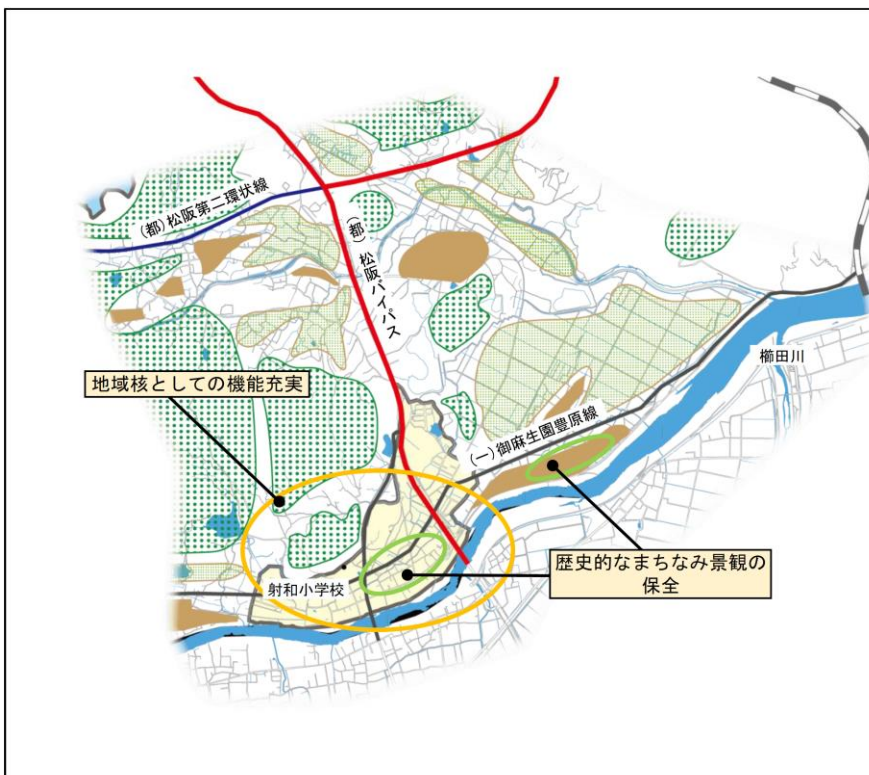 (都)松阪第二環状線
(都)松阪バイパス
櫛田川
地域核としての機能充実
(一)御麻生園豊原線
歴史的なまちなみ景観の
保全
射和小学校